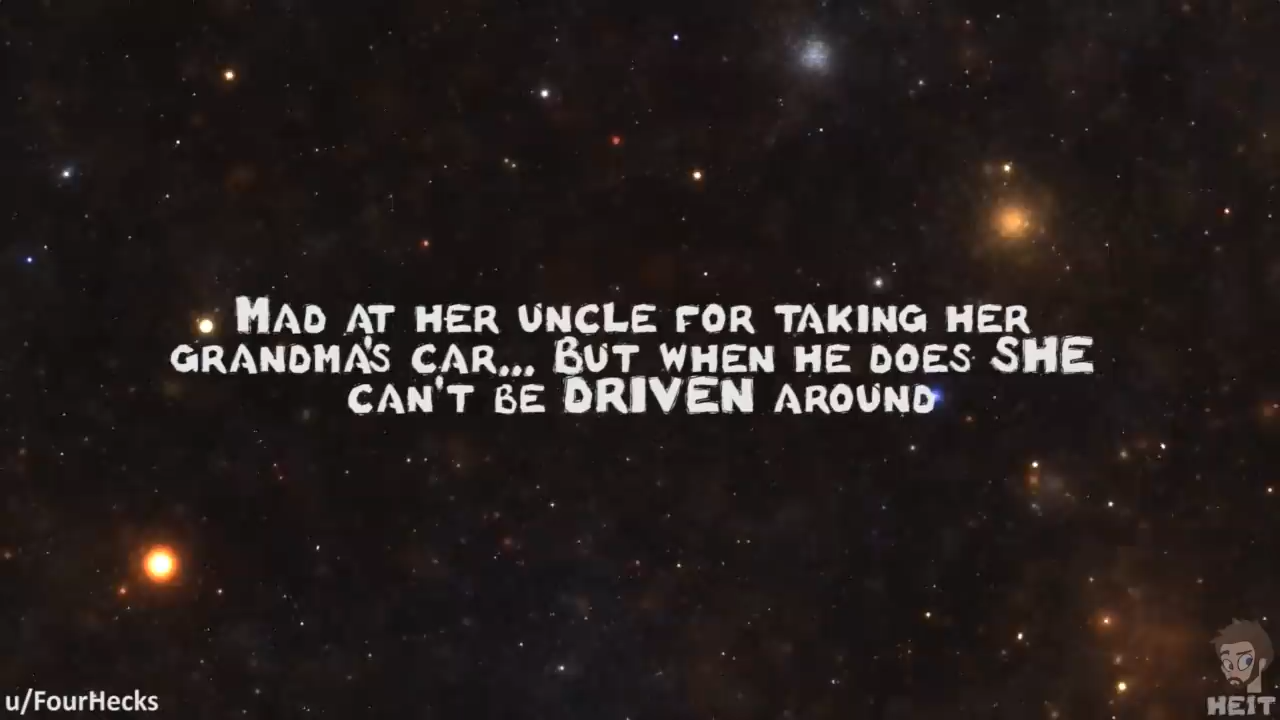 Mad at her uncle for taking her
grandma's car... But when he does SHE
can't be DRIVEN around
u/FourHecks
HEIT